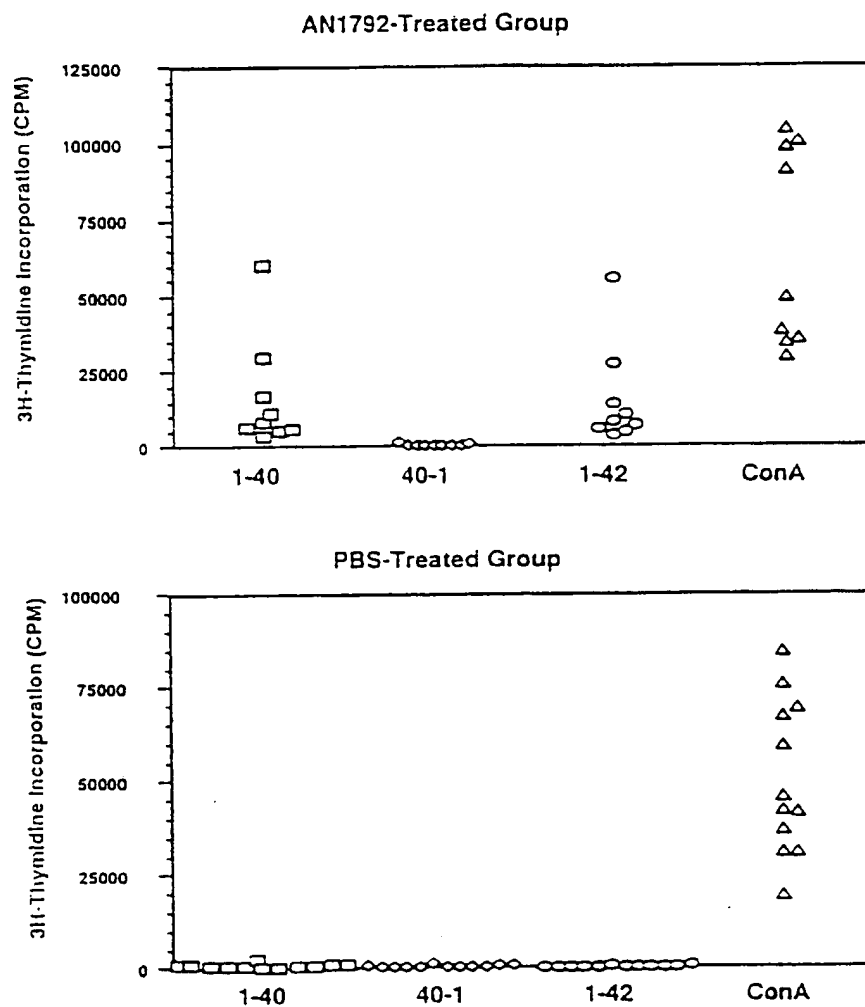 AN1792-Treated Group
3H-Thymidine Incorporation (CPM)
125000
100000
75000
50000
25000
0
1-40 40-1 1-42 ConA
PBS-Treated Group
3H-Thymidine Incorporation (CPM)
100000
75000
50000
25000
0
1-40 40-1 1-42 ConA